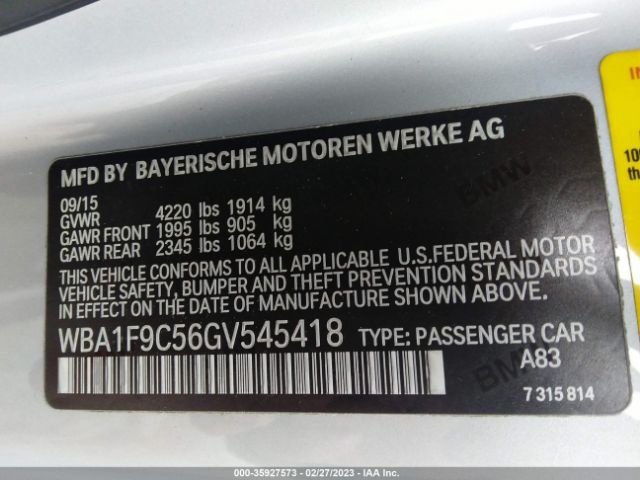 MFD BY BAYERISCHE MOTOREN WERKE AG
09/15
GVWR 4220 lbs 1914 kg
GAWR FRONT 1995 lbs 905 kg
GAWR REAR 2345 lbs 1064 kg
THIS VEHICLE CONFORMS TO ALL APPLICABLE U.S.FEDERAL MOTOR
VEHICLE SAFETY, BUMPER AND THEFT PREVENTION STANDARDS
IN EFFECT ON THE DATE OF MANUFACTURE SHOWN ABOVE.
WBA1F9C56GV545418 TYPE: PASSENGER CAR
A83
7 315 814
BMW
BMW
000-35927573 - 02/27/2023 - IAA Inc.